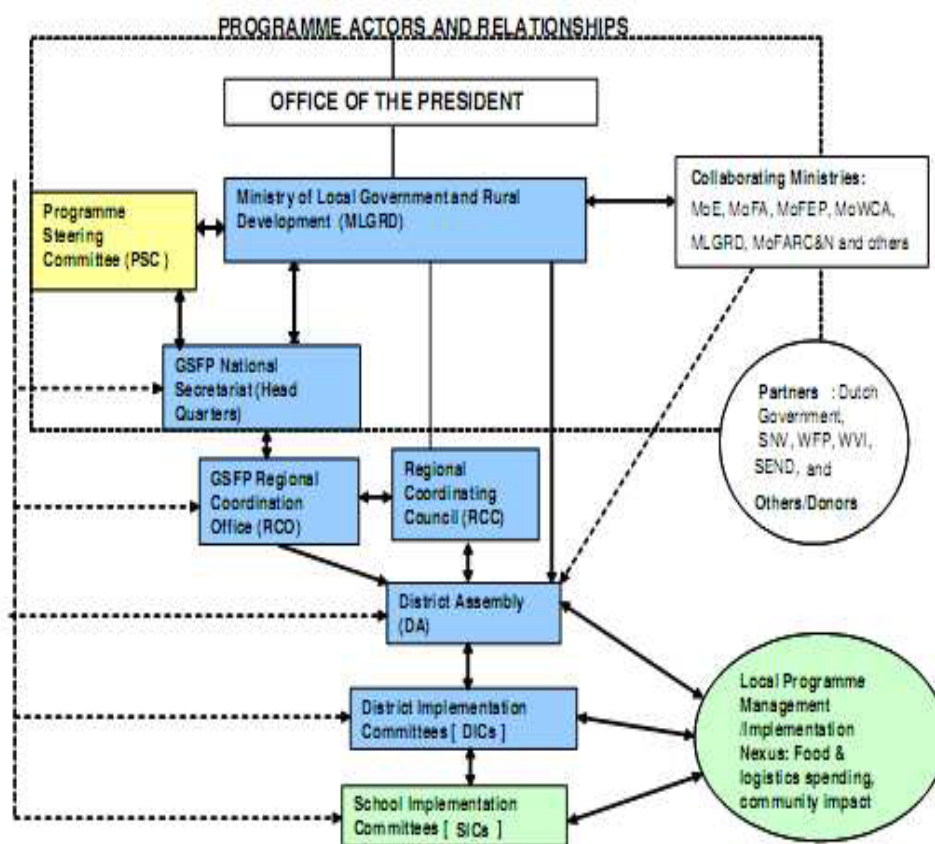 PROGRAMME ACTORS AND RELATIONSHIPS
OFFICE OF THE PRESIDENT
Ministry of Local Government and Rural
Development (MLGRD)
Collaborating Ministries:
MoE, MoFA, MoFEP, MoWCA,
MLGRD, MoFARC&N and others
Programme
Steering
Committee (PSC )
GSFP National
Secretariat (Head
Quarters)
Partners : Dutch
Government,
SNV, WFP, WVI,
SEND, and
Others/Donors
GSFP Regional
Coordination
Office (RCO)
Regional
Coordinating
Council (RCC)
District Assembly
(DA)
District Implementation
Committees [ DICs ]
School Implementation
Committees [ SICs ]
Local Programme
Management
/Implementation
Nexus: Food &
logistics spending,
community impact